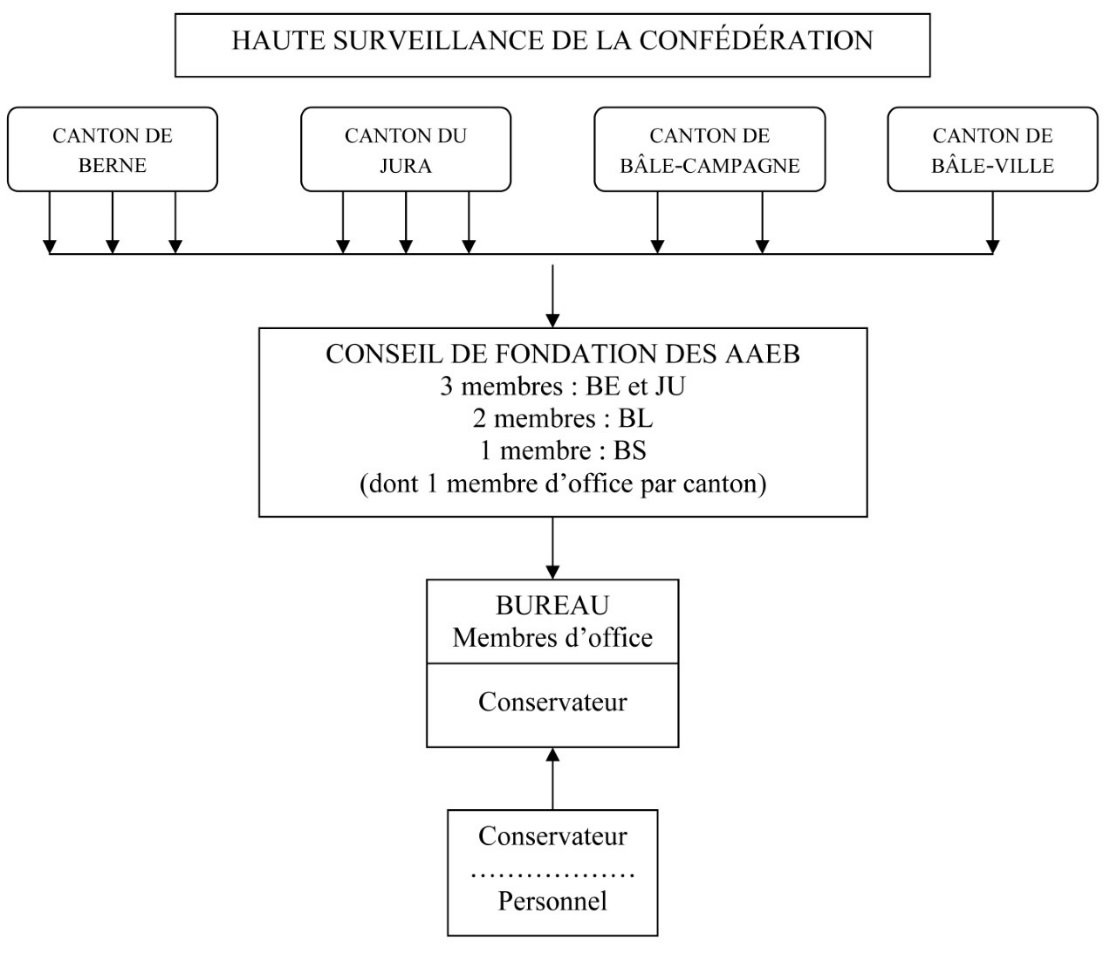 HAUTE SURVEILLANCE DE LA CONFÉDÉRATION
CANTON DE
BERNE
CANTON DU
JURA
CANTON DE
BÂLE-CAMPAGNE
CANTON DE
BÂLE-VILLE
CONSEIL DE FONDATION DES AAEB
3 membres : BE et JU
2 membres : BL
1 membre : BS
(dont 1 membre d’office par canton)
BUREAU
Membres d’office
Conservateur
Conservateur
………………
Personnel